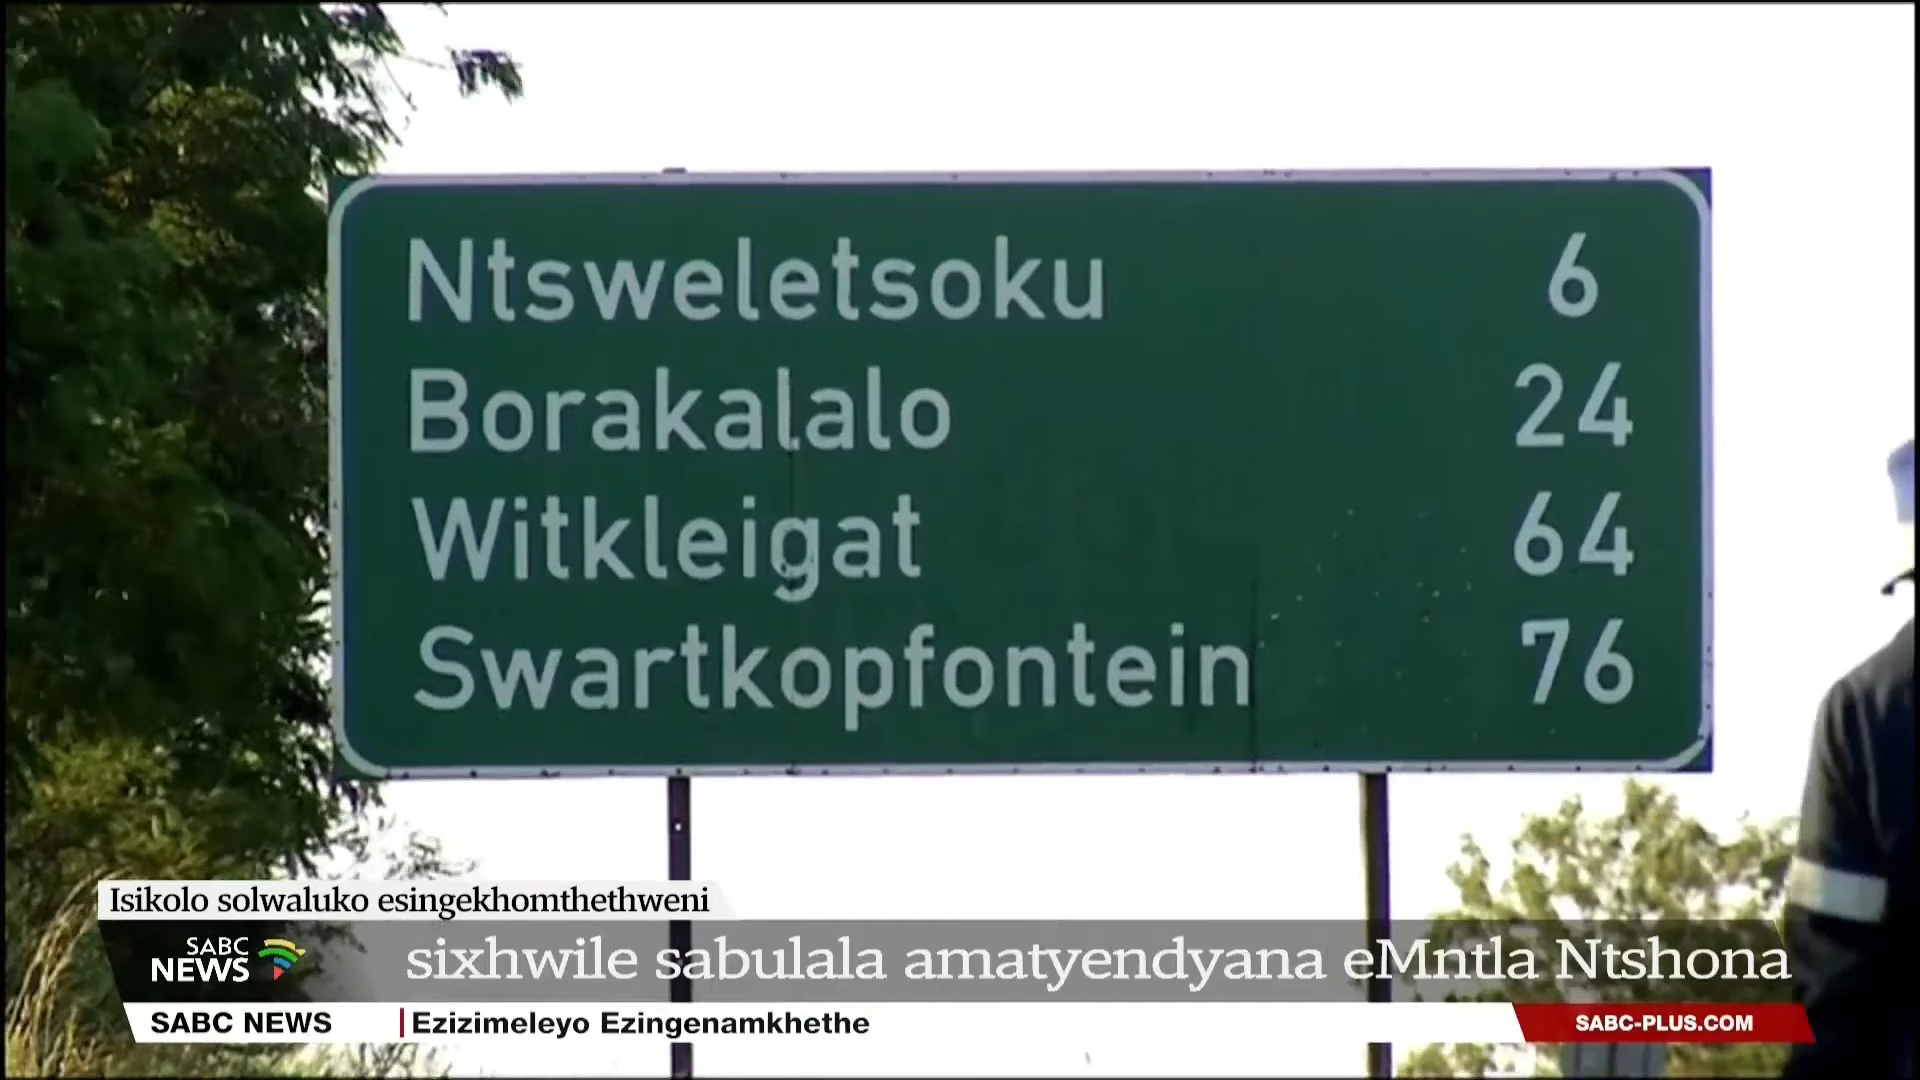 Ntsweletsoku 6
Borakalalo 24
Witkleigat 64
Swartkopfontein 76
Isikolo solwaluko esingekhomthethweni
SABC NEWS
sixhwile sabulala amatyendyana eMntla Ntshona
SABC NEWS
Ezizimeleyo Ezingenamkhethe
SABC-PLUS.COM